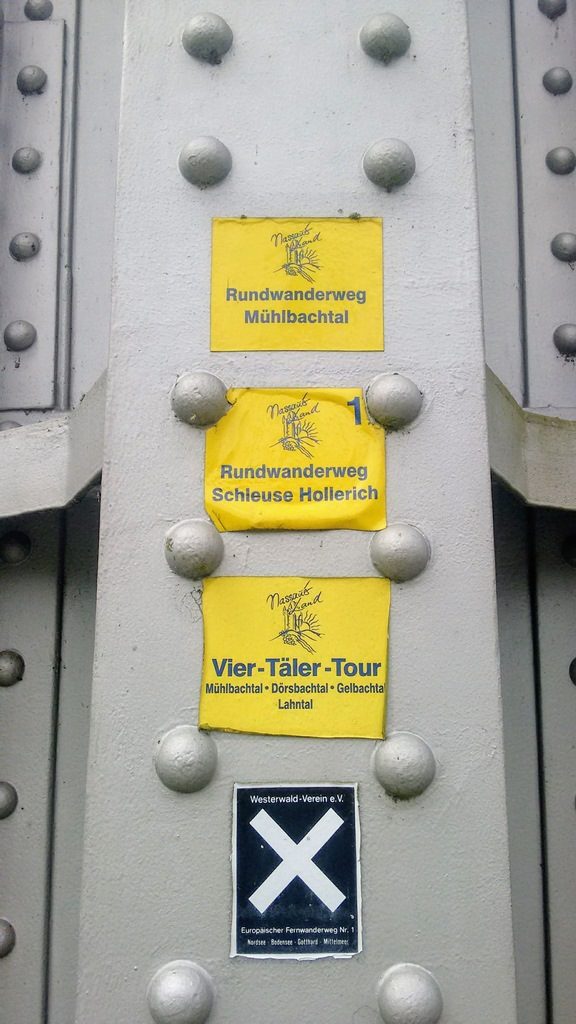 Nassauer Land
Rundwanderweg
Mühlbachtal
Nassauer Land
1
Rundwanderweg
Schleuse Hollerich
Nassauer Land
Vier-Täler-Tour
Mühlbachtal • Dörsbachtal • Gelbachta
Lahntal
Westerwald-Verein e.V.
Europäischer Fernwanderweg Nr. 1
Nordsee · Bodensee · Gotthard · Mittelmeer